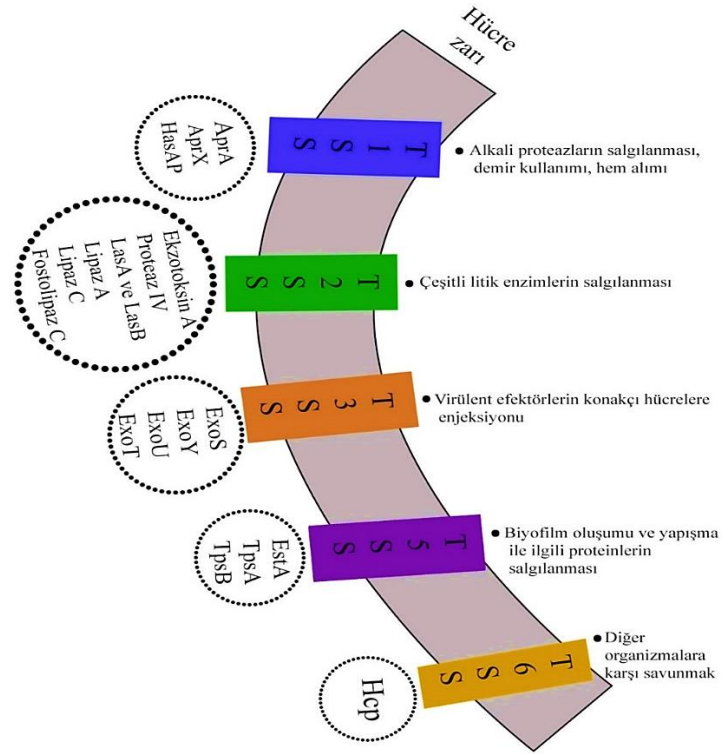 Hücre
zarı
T1SS
AprA
AprX
HasAP
● Alkali proteazların salgılanması,
demir kullanımı, hem alımı
T2SS
Ekzotoksin A
Proteaz IV
LasA ve LasB
Lipaz A
Lipaz C
Fostolipaz C
● Çeşitli litik enzimlerin salgılanması
T3SS
ExoS
ExoY
ExoU
ExoT
● Virülent efektörlerin konakçı hücrelere
enjeksiyonu
T5SS
EstA
TpsA
TpsB
● Biyofilm oluşumu ve yapışma
ile ilgili proteinlerin
salgılanması
T6SS
Hcp
● Diğer
organizmalara
karşı savunmak